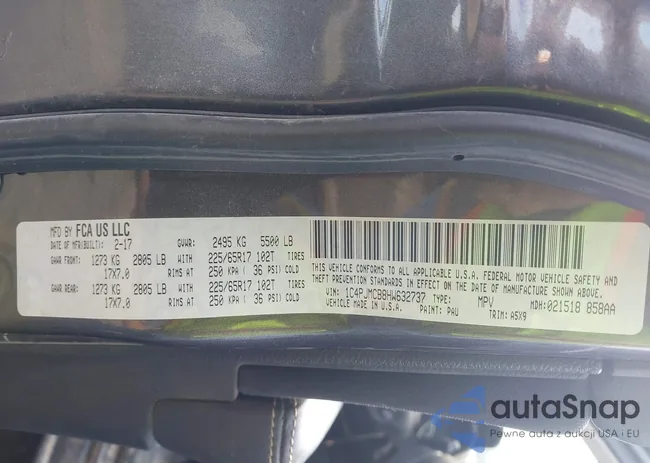 MFD BY FCA US LLC
DATE OF MFR(BUILT): 2-17 GVWR: 2495 KG 5500 LB
GAWR FRONT: 1273 KG 2805 LB WITH 225/65R17 102T TIRES
17X7.0 RIMS AT 250 KPA ( 36 PSI) COLD
GAWR REAR: 1273 KG 2805 LB WITH 225/65R17 102T TIRES
17X7.0 RIMS AT 250 KPA ( 36 PSI) COLD
THIS VEHICLE CONFORMS TO ALL APPLICABLE U.S.A. FEDERAL MOTOR VEHICLE SAFETY AND
THEFT PREVENTION STANDARDS IN EFFECT ON THE DATE OF MANUFACTURE SHOWN ABOVE.
VIN: 1C4PJMCB8HW632737 TYPE: MPV MDH: 021518 858AA
MADE IN U.S.A. PAINT: PAU TRIM: A5X9
autaSnap
Pewne auta z aukcji USA i EU